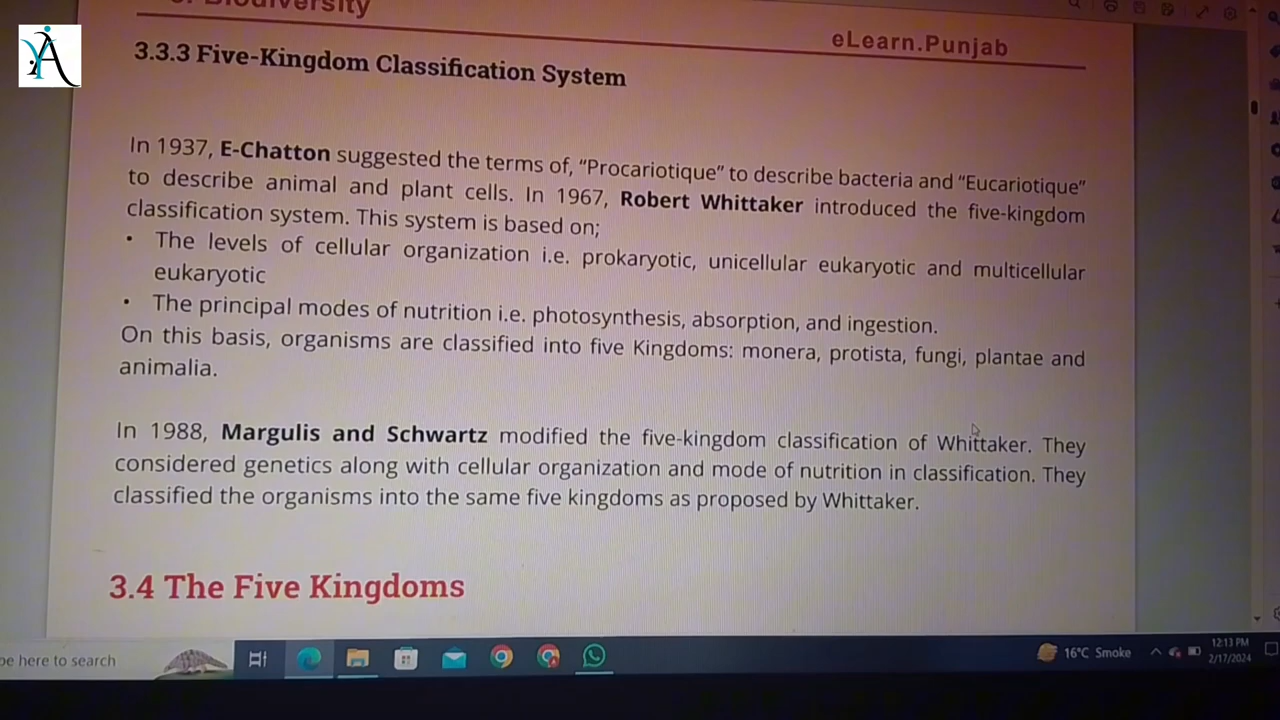 3. Biodiversity
eLearn.Punjab
3.3.3 Five-Kingdom Classification System
In 1937, E-Chatton suggested the terms of, “Procariotique” to describe bacteria and “Eucariotique”
to describe animal and plant cells. In 1967, Robert Whittaker introduced the five-kingdom
classification system. This system is based on;
• The levels of cellular organization i.e. prokaryotic, unicellular eukaryotic and multicellular
eukaryotic
• The principal modes of nutrition i.e. photosynthesis, absorption, and ingestion.
On this basis, organisms are classified into five Kingdoms: monera, protista, fungi, plantae and
animalia.
In 1988, Margulis and Schwartz modified the five-kingdom classification of Whittaker. They
considered genetics along with cellular organization and mode of nutrition in classification. They
classified the organisms into the same five kingdoms as proposed by Whittaker.
3.4 The Five Kingdoms
pe here to search
16°C Smoke
12:13 PM
2/17/2024